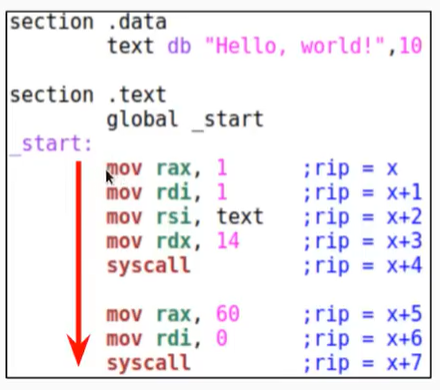 section .data
        text db "Hello, world!",10

section .text
        global _start
_start:
        mov rax, 1      ;rip = x
        mov rdi, 1      ;rip = x+1
        mov rsi, text   ;rip = x+2
        mov rdx, 14     ;rip = x+3
        syscall         ;rip = x+4

        mov rax, 60     ;rip = x+5
        mov rdi, 0      ;rip = x+6
        syscall         ;rip = x+7